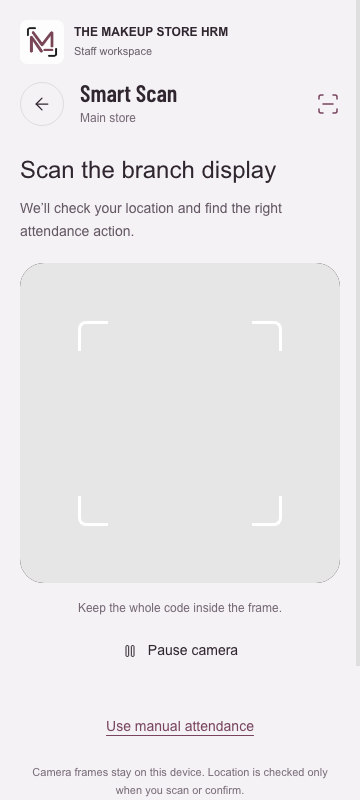 THE MAKEUP STORE HRM
Staff workspace
Smart Scan
Main store
Scan the branch display
We’ll check your location and find the right
attendance action.
Keep the whole code inside the frame.
Pause camera
Use manual attendance
Camera frames stay on this device. Location is checked only
when you scan or confirm.